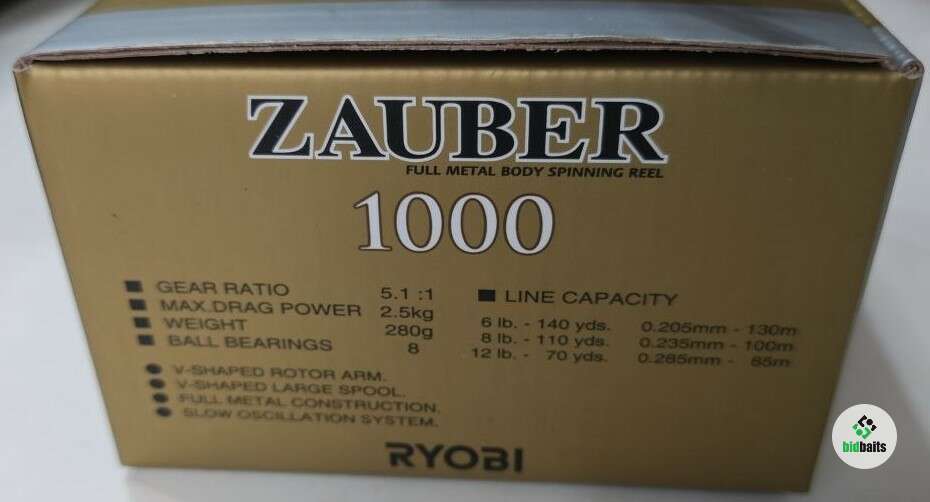 ZAUBER
FULL METAL BODY SPINNING REEL
1000
■ GEAR RATIO 5.1 :1
■ MAX.DRAG POWER 2.5kg
■ WEIGHT 280g
■ BALL BEARINGS 8
■ LINE CAPACITY
6 lb. - 140 yds. 0.205mm - 130m
8 lb. - 110 yds. 0.235mm - 100m
12 lb. - 70 yds. 0.285mm - 65m
● V-SHAPED ROTOR ARM.
● V-SHAPED LARGE SPOOL.
● FULL METAL CONSTRUCTION.
● SLOW OSCILLATION SYSTEM.
RYOBI
bidbaits